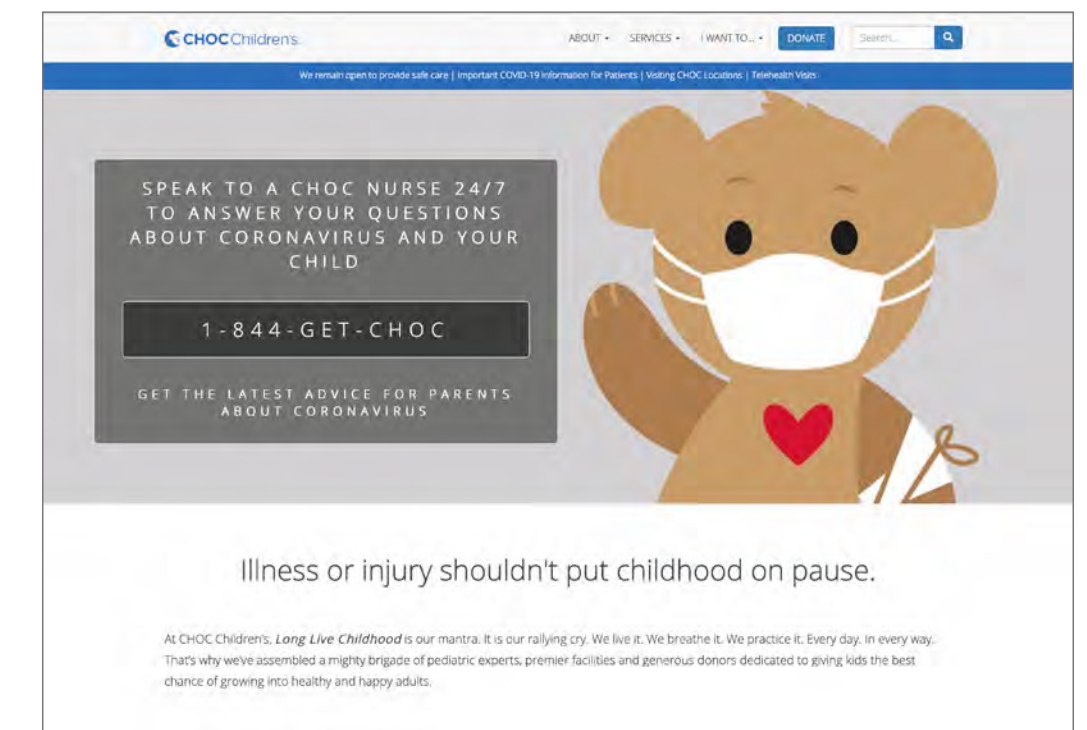 CHOC Children's.
ABOUT SERVICES I WANT TO... DONATE Search...
We remain open to provide safe care | Important COVID-19 Information for Patients | Visiting CHOC Locations | Telehealth Visits
SPEAK TO A CHOC NURSE 24/7
TO ANSWER YOUR QUESTIONS
ABOUT CORONAVIRUS AND YOUR
CHILD
1-844-GET-CHOC
GET THE LATEST ADVICE FOR PARENTS
ABOUT CORONAVIRUS
Illness or injury shouldn't put childhood on pause.
At CHOC Children's, Long Live Childhood is our mantra. It is our rallying cry. We live it. We breathe it. We practice it. Every day. In every way.
That's why we've assembled a mighty brigade of pediatric experts, premier facilities and generous donors dedicated to giving kids the best
chance of growing into healthy and happy adults.